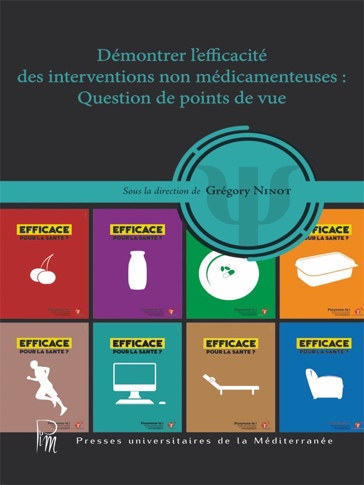 Démontrer l'efficacité
des interventions non médicamenteuses :
Question de points de vue
Sous la direction de Grégory Ninot
EFFICACE
POUR LA SANTÉ ?
EFFICACE
POUR LA SANTÉ ?
EFFICACE
POUR LA SANTÉ ?
EFFICACE
POUR LA SANTÉ ?
EFFICACE
POUR LA SANTÉ ?
EFFICACE
POUR LA SANTÉ ?
EFFICACE
POUR LA SANTÉ ?
Presses universitaires de la Méditerranée